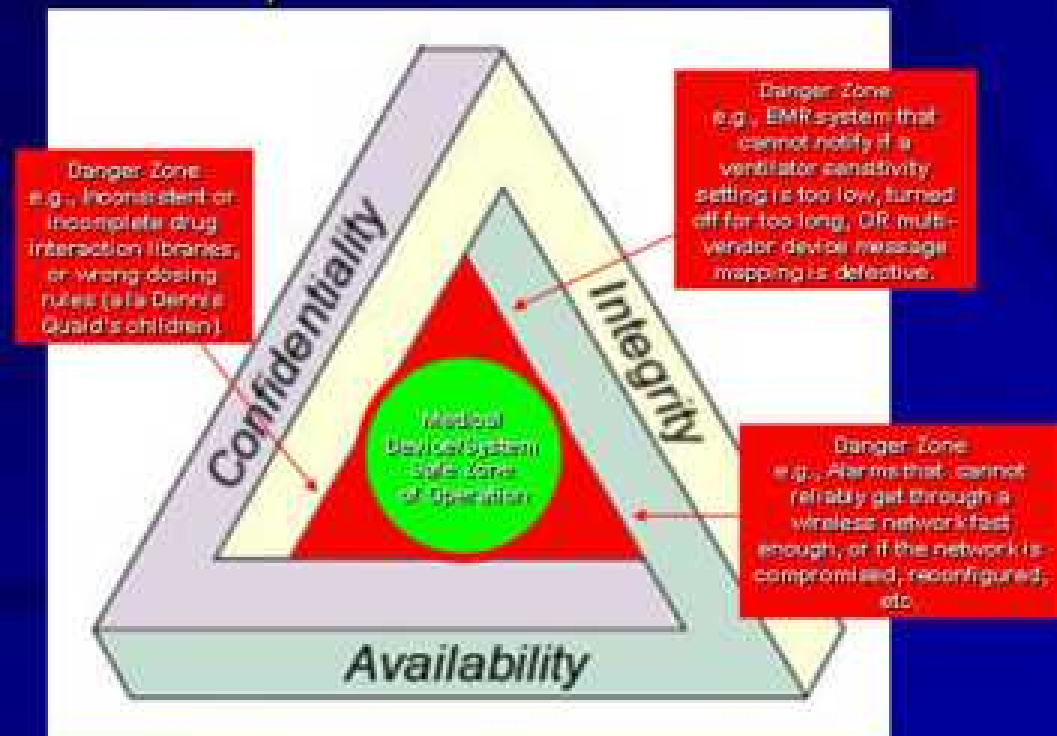 Danger Zone
e.g., Inconsistent or
incomplete drug
interaction libraries,
or wrong dosing
rules (a la Dennis
Quaid's children).
Danger Zone
e.g., EMR system that
cannot notify if a
ventilator sensitivity
setting is too low, turned
off for too long, OR multi-
vendor device message
mapping is defective.
Confidentiality
Integrity
Medical
Device/System
Safe Zone
of Operation
Danger Zone
e.g., Alarms that cannot
reliably get through a
wireless network fast
enough, or if the network is
compromised, reconfigured,
etc
Availability